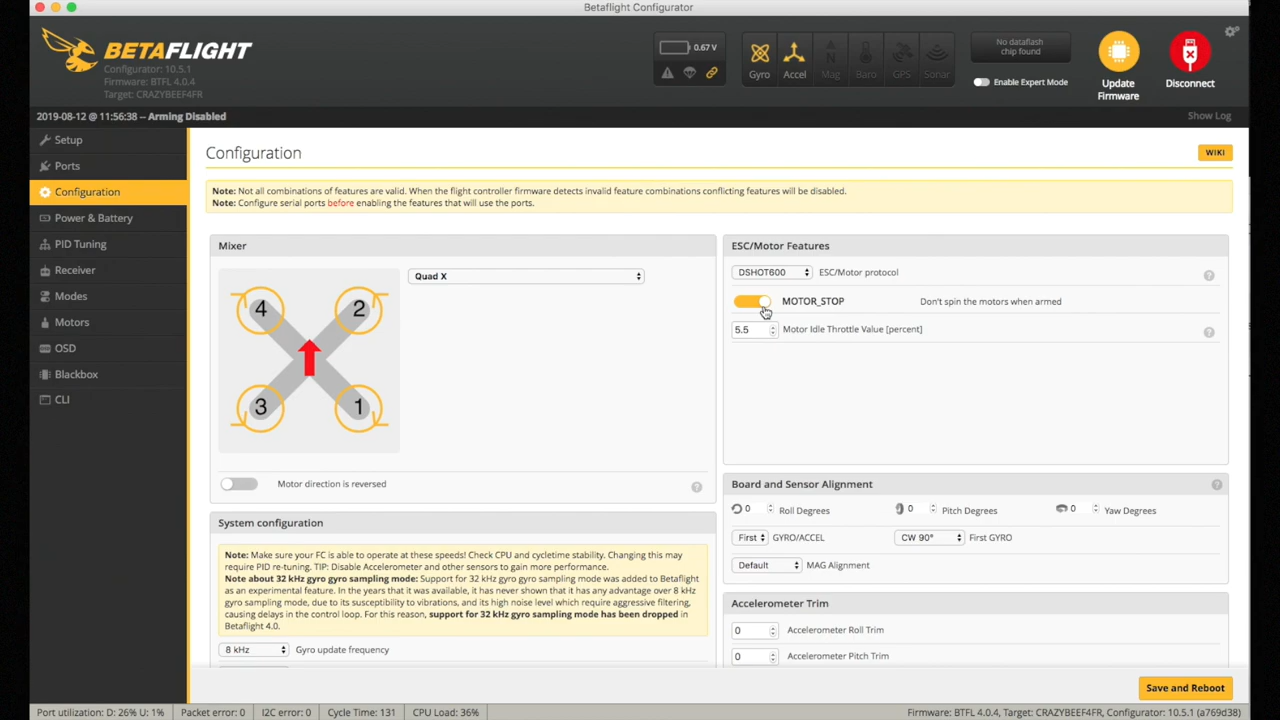 Betaflight Configurator
BETAFLIGHT
Configurator: 10.5.1
Firmware: BTFL 4.0.4
Target: CRAZYBEEF4FR
0.67 V
Gyro
Accel
Mag
Baro
GPS
Sonar
No dataflash
chip found
Enable Expert Mode
Update
Firmware
Disconnect
2019-08-12 @ 11:56:38 -- Arming Disabled
Show Log
Setup
Ports
Configuration
Power & Battery
PID Tuning
Receiver
Modes
Motors
OSD
Blackbox
CLI
Configuration
WIKI
Note: Not all combinations of features are valid. When the flight controller firmware detects invalid feature combinations conflicting features will be disabled.
Note: Configure serial ports before enabling the features that will use the ports.
Mixer
Quad X
4
2
3
1
Motor direction is reversed
?
System configuration
Note: Make sure your FC is able to operate at these speeds! Check CPU and cycletime stability. Changing this may
require PID re-tuning. TIP: Disable Accelerometer and other sensors to gain more performance.
Note about 32 kHz gyro gyro sampling mode: Support for 32 kHz gyro gyro sampling mode was added to Betaflight
as an experimental feature. In the years that it was available, it has never shown that it has any advantage over 8 kHz
gyro sampling mode, due to its susceptibility to vibrations, and its high noise level which require aggressive filtering,
causing delays in the control loop. For this reason, support for 32 kHz gyro sampling mode has been dropped in
Betaflight 4.0.
8 kHz
Gyro update frequency
ESC/Motor Features
DSHOT600
ESC/Motor protocol
?
MOTOR_STOP
Don't spin the motors when armed
5.5
Motor Idle Throttle Value [percent]
?
Board and Sensor Alignment
?
0
Roll Degrees
0
Pitch Degrees
0
Yaw Degrees
First
GYRO/ACCEL
CW 90°
First GYRO
Default
MAG Alignment
Accelerometer Trim
0
Accelerometer Roll Trim
0
Accelerometer Pitch Trim
Save and Reboot
Port utilization: D: 26% U: 1%
Packet error: 0
I2C error: 0
Cycle Time: 131
CPU Load: 36%
Firmware: BTFL 4.0.4, Target: CRAZYBEEF4FR, Configurator: 10.5.1 (a769d38)